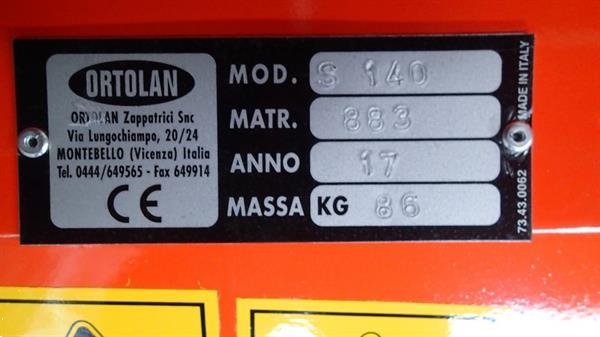 ORTOLAN
ORTOLAN Zappatrici Snc
Via Lungochiampo, 20/24
MONTEBELLO (Vicenza) Italia
Tel. 0444/649565 - Fax 649914
CE
MOD. S 140
MATR. 883
ANNO 17
MASSA KG 86
MADE IN ITALY
73.43.0062